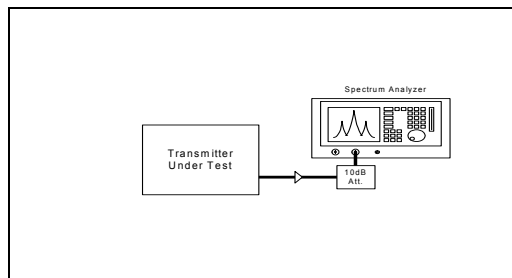 Spectrum Analyzer
Transmitter
Under Test
10dB
Att.